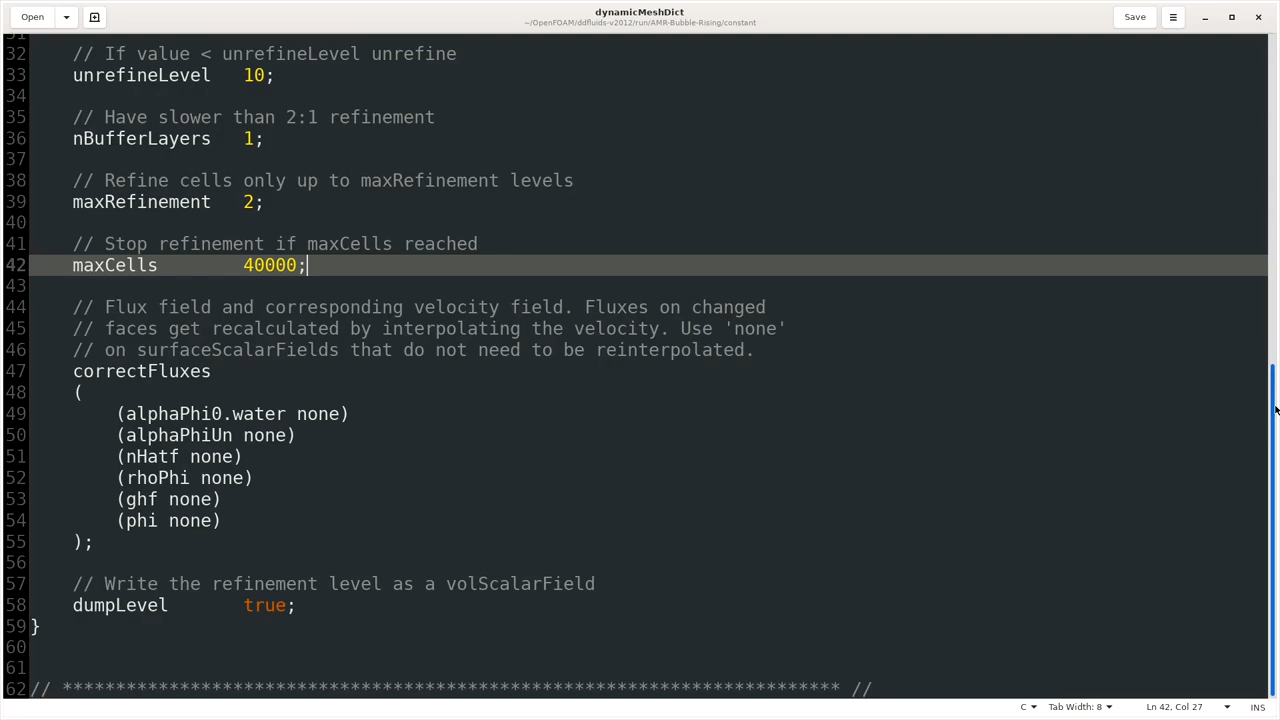 dynamicMeshDict
Open
~/OpenFOAM/ddfluids-v2012/run/AMR-Bubble-Rising/constant
Save
31
32 // If value < unrefineLevel unrefine
33 unrefineLevel 10;
34
35 // Have slower than 2:1 refinement
36 nBufferLayers 1;
37
38 // Refine cells only up to maxRefinement levels
39 maxRefinement 2;
40
41 // Stop refinement if maxCells reached
42 maxCells 40000;
43
44 // Flux field and corresponding velocity field. Fluxes on changed
45 // faces get recalculated by interpolating the velocity. Use 'none'
46 // on surfaceScalarFields that do not need to be reinterpolated.
47 correctFluxes
48 (
49 (alphaPhi0.water none)
50 (alphaPhiUn none)
51 (nHatf none)
52 (rhoPhi none)
53 (ghf none)
54 (phi none)
55 );
56
57 // Write the refinement level as a volScalarField
58 dumpLevel true;
59 }
60
61
62 // ************************************************************************* //
C Tab Width: 8 Ln 42, Col 27 INS